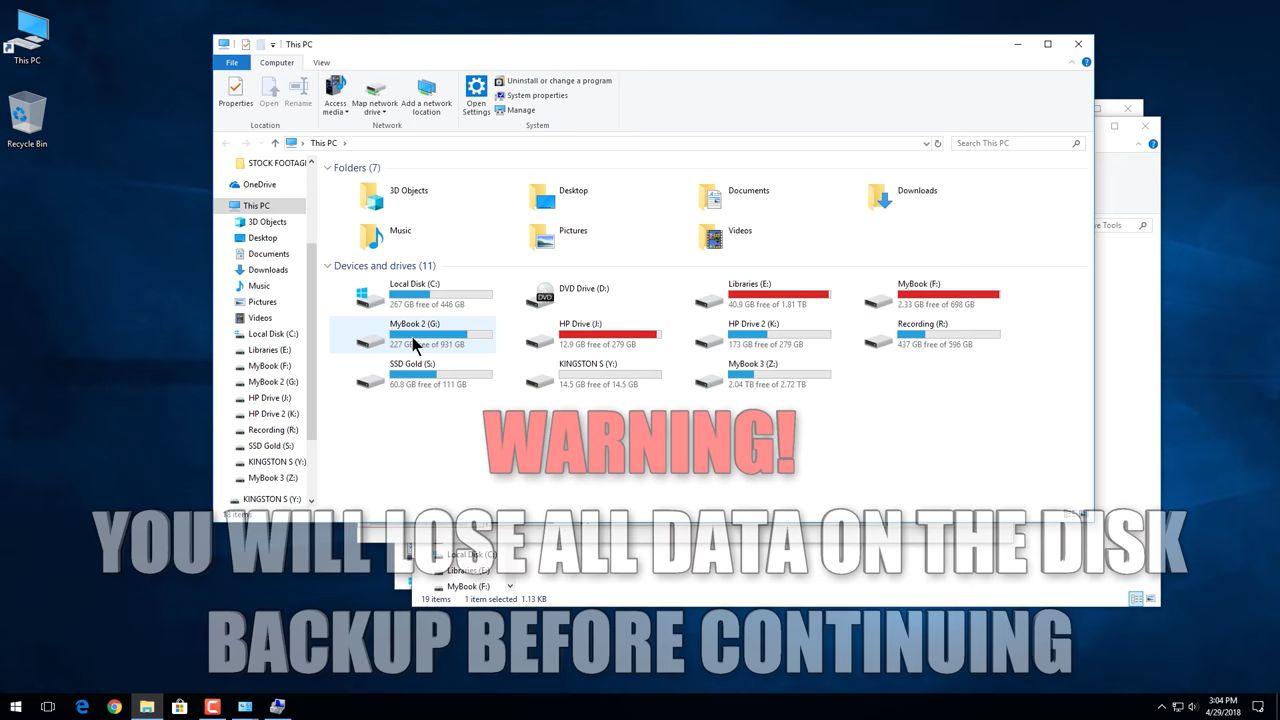 This PC
Recycle Bin
This PC
File
Computer
View
Properties
Open
Rename
Access media
Map network drive
Add a network location
Open Settings
Uninstall or change a program
System properties
Manage
Location
Network
System
This PC
Search This PC
STOCK FOOTAG
OneDrive
This PC
3D Objects
Desktop
Documents
Downloads
Music
Pictures
Videos
Local Disk (C:)
Libraries (E:)
MyBook (F:)
MyBook 2 (G:)
HP Drive (J:)
HP Drive 2 (K:)
Recording (R:)
SSD Gold (S:)
KINGSTON S (Y:)
MyBook 3 (Z:)
KINGSTON S (Y:)
Folders (7)
3D Objects
Desktop
Documents
Downloads
Music
Pictures
Videos
Devices and drives (11)
Local Disk (C:)
267 GB free of 446 GB
DVD Drive (D:)
Libraries (E:)
40.9 GB free of 1.81 TB
MyBook (F:)
2.33 GB free of 698 GB
MyBook 2 (G:)
227 GB free of 931 GB
HP Drive (J:)
12.9 GB free of 279 GB
HP Drive 2 (K:)
173 GB free of 279 GB
Recording (R:)
437 GB free of 596 GB
SSD Gold (S:)
60.8 GB free of 111 GB
KINGSTON S (Y:)
14.5 GB free of 14.5 GB
MyBook 3 (Z:)
2.04 TB free of 2.72 TB
ve Tools
WARNING!
YOU WILL LOSE ALL DATA ON THE DISK
BACKUP BEFORE CONTINUING
Local Disk (C:)
Libraries (E:)
MyBook (F:)
19 items
1 item selected
1.13 KB
3:04 PM
4/29/2018